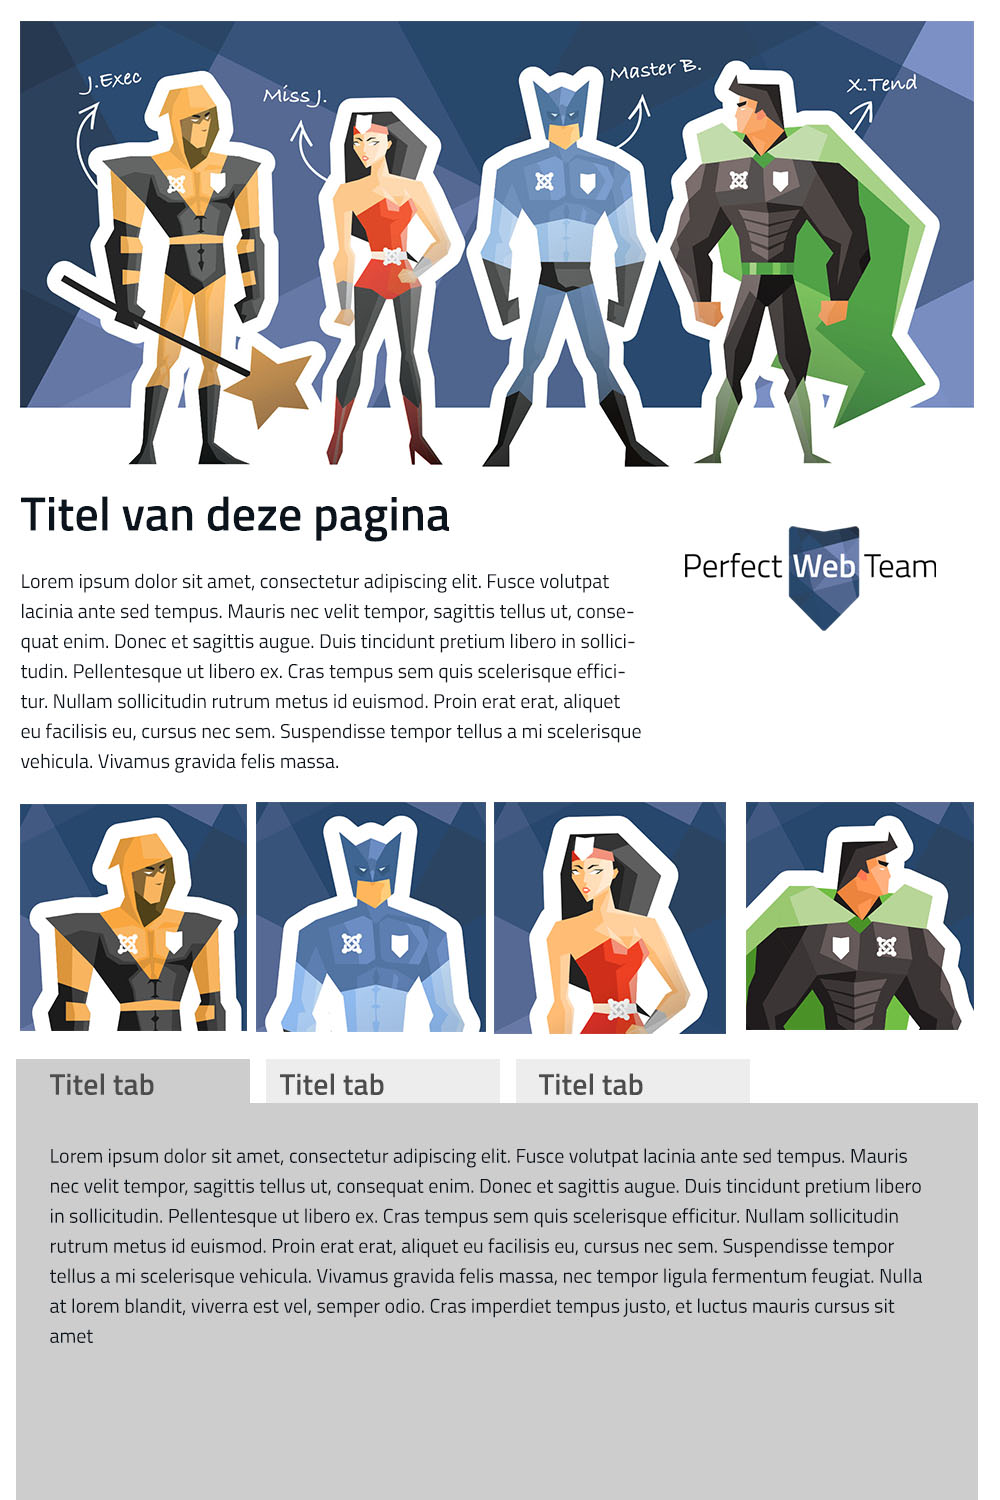 J.Exec
Miss J.
Master B.
X.Tend
Titel van deze pagina
Perfect Web Team
Lorem ipsum dolor sit amet, consectetur adipiscing elit. Fusce volutpat
lacinia ante sed tempus. Mauris nec velit tempor, sagittis tellus ut, conse-
quat enim. Donec et sagittis augue. Duis tincidunt pretium libero in sollici-
tudin. Pellentesque ut libero ex. Cras tempus sem quis scelerisque effici-
tur. Nullam sollicitudin rutrum metus id euismod. Proin erat erat, aliquet
eu facilisis eu, cursus nec sem. Suspendisse tempor tellus a mi scelerisque
vehicula. Vivamus gravida felis massa.
Titel tab
Titel tab
Titel tab
Lorem ipsum dolor sit amet, consectetur adipiscing elit. Fusce volutpat lacinia ante sed tempus. Mauris
nec velit tempor, sagittis tellus ut, consequat enim. Donec et sagittis augue. Duis tincidunt pretium libero
in sollicitudin. Pellentesque ut libero ex. Cras tempus sem quis scelerisque efficitur. Nullam sollicitudin
rutrum metus id euismod. Proin erat erat, aliquet eu facilisis eu, cursus nec sem. Suspendisse tempor
tellus a mi scelerisque vehicula. Vivamus gravida felis massa, nec tempor ligula fermentum feugiat. Nulla
at lorem blandit, viverra est vel, semper odio. Cras imperdiet tempus justo, et luctus mauris cursus sit
amet